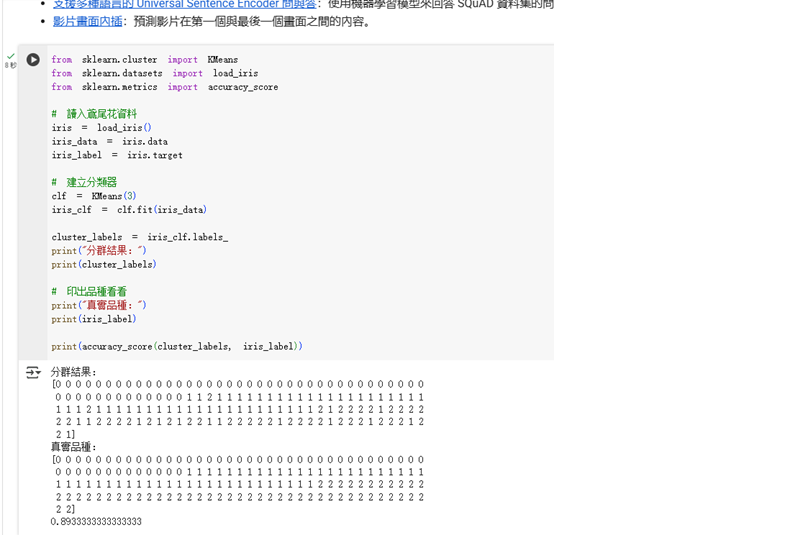 支援多種語言的 Universal Sentence Encoder 問與答：使用機器學習模型來回答 SQuAD 資料集的問
影片畫面內插：預測影片在第一個與最後一個畫面之間的內容。
8 秒
from sklearn.cluster import KMeans
from sklearn.datasets import load_iris
from sklearn.metrics import accuracy_score
# 讀入鳶尾花資料
iris = load_iris()
iris_data = iris.data
iris_label = iris.target
# 建立分類器
clf = KMeans(3)
iris_clf = clf.fit(iris_data)
cluster_labels = iris_clf.labels_
print("分群結果：")
print(cluster_labels)
# 印出品種看看
print("真實品種：")
print(iris_label)
print(accuracy_score(cluster_labels, iris_label))
分群結果：
[0 0 0 0 0 0 0 0 0 0 0 0 0 0 0 0 0 0 0 0 0 0 0 0 0 0 0 0 0 0 0 0 0 0 0 0 0
0 0 0 0 0 0 0 0 0 0 0 0 0 1 1 2 1 1 1 1 1 1 1 1 1 1 1 1 1 1 1 1 1 1 1 1 1
1 1 1 2 1 1 1 1 1 1 1 1 1 1 1 1 1 1 1 1 1 1 1 1 1 1 2 1 2 2 2 2 1 2 2 2 2
2 2 1 1 2 2 2 2 1 2 1 2 1 2 2 1 1 2 2 2 2 2 1 2 2 2 2 1 2 2 2 1 2 2 2 1 2
2 1]
真實品種：
[0 0 0 0 0 0 0 0 0 0 0 0 0 0 0 0 0 0 0 0 0 0 0 0 0 0 0 0 0 0 0 0 0 0 0 0 0
0 0 0 0 0 0 0 0 0 0 0 0 0 1 1 1 1 1 1 1 1 1 1 1 1 1 1 1 1 1 1 1 1 1 1 1 1
1 1 1 1 1 1 1 1 1 1 1 1 1 1 1 1 1 1 1 1 1 1 1 1 1 1 2 2 2 2 2 2 2 2 2 2 2
2 2 2 2 2 2 2 2 2 2 2 2 2 2 2 2 2 2 2 2 2 2 2 2 2 2 2 2 2 2 2 2 2 2 2 2 2
2 2]
0.8933333333333333